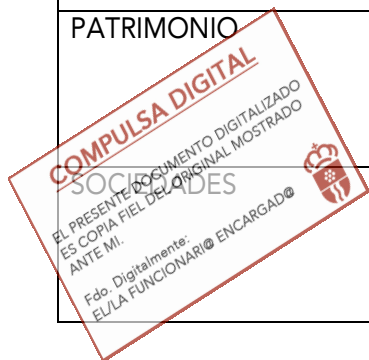 PATRIMONIO
COMPULSA DIGITAL
EL PRESENTE DOCUMENTO DIGITALIZADO
ES COPIA FIEL DEL ORIGINAL MOSTRADO
ANTE MI.
SOCIEDADES
Fdo. Digitalmente:
EL/LA FUNCIONARI@ ENCARGAD@